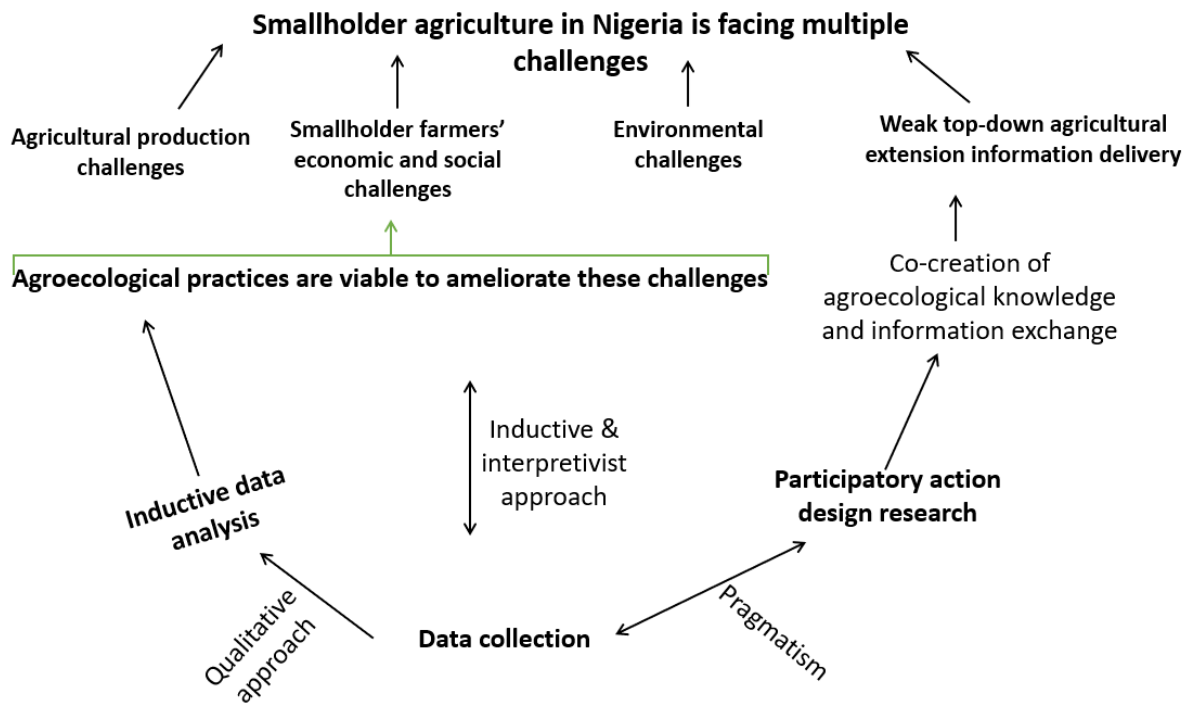 Smallholder agriculture in Nigeria is facing multiple
challenges
Agricultural production
challenges
Smallholder farmers'
economic and social
challenges
Environmental
challenges
Weak top-down agricultural
extension information delivery
Agroecological practices are viable to ameliorate these challenges
Co-creation of
agroecological knowledge
and information exchange
Inductive &
interpretivist
approach
Inductive data
analysis
Participatory action
design research
Qualitative
approach
Data collection
Pragmatism